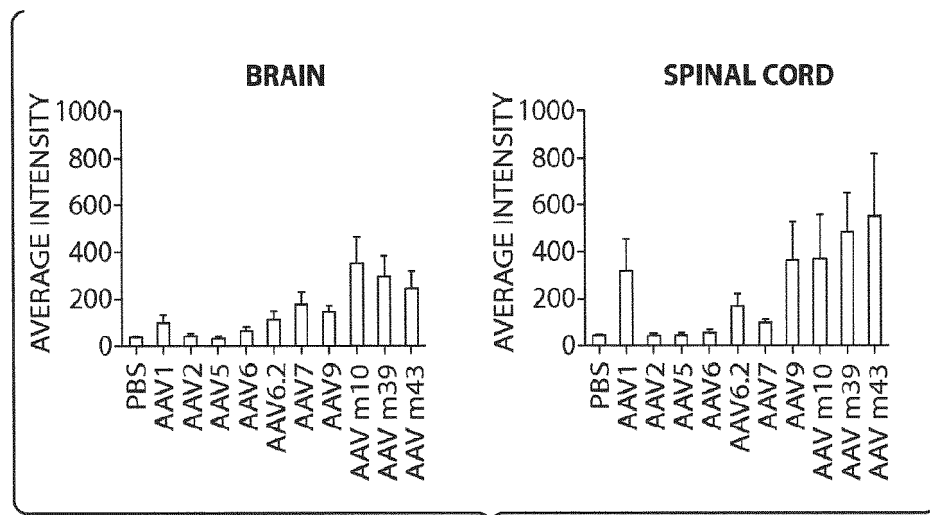 BRAIN
AVERAGE INTENSITY
1000
800
600
400
200
0
PBS
AAV1
AAV2
AAV5
AAV6
AAV6.2
AAV7
AAV9
AAV m10
AAV m39
AAV m43
SPINAL CORD
AVERAGE INTENSITY
1000
800
600
400
200
0
PBS
AAV1
AAV2
AAV5
AAV6
AAV6.2
AAV7
AAV9
AAV m10
AAV m39
AAV m43